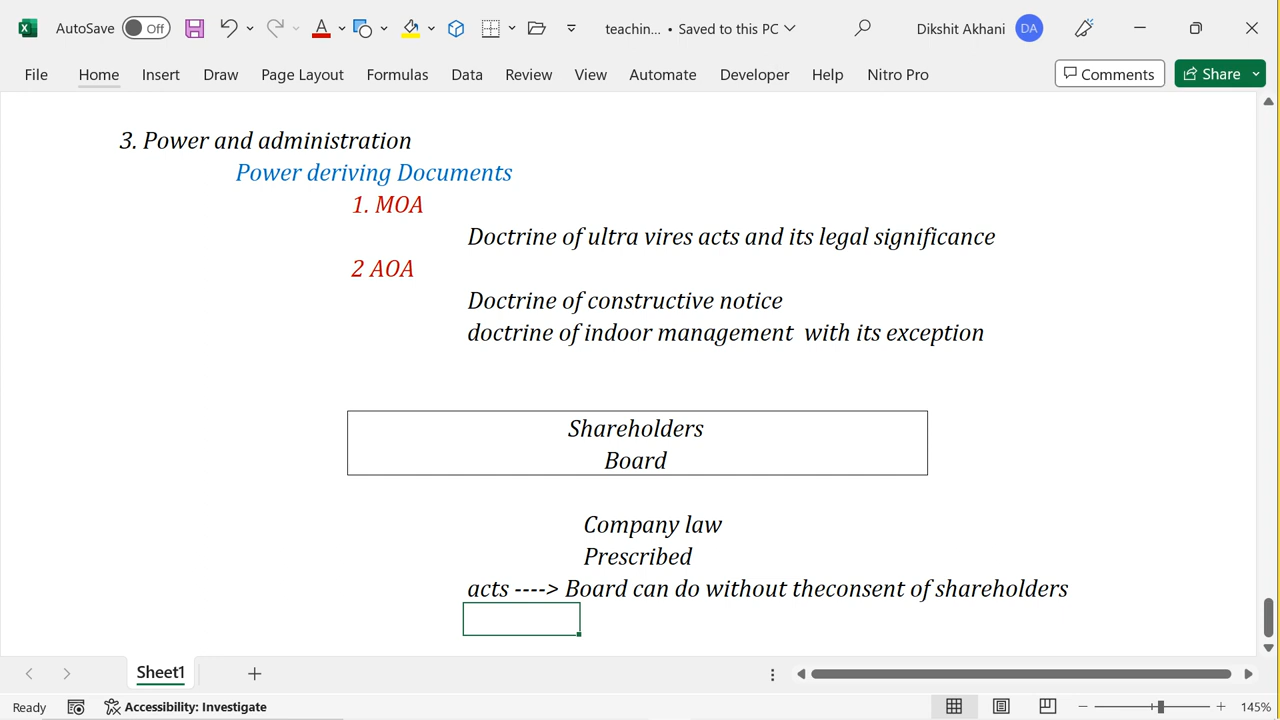 AutoSave Off teachin... • Saved to this PC Dikshit Akhani DA
File Home Insert Draw Page Layout Formulas Data Review View Automate Developer Help Nitro Pro Comments Share
3. Power and administration
Power deriving Documents
1. MOA
Doctrine of ultra vires acts and its legal significance
2 AOA
Doctrine of constructive notice
doctrine of indoor management with its exception
Shareholders
Board
Company law
Prescribed
acts ----> Board can do without theconsent of shareholders
Sheet1
Ready Accessibility: Investigate 145%